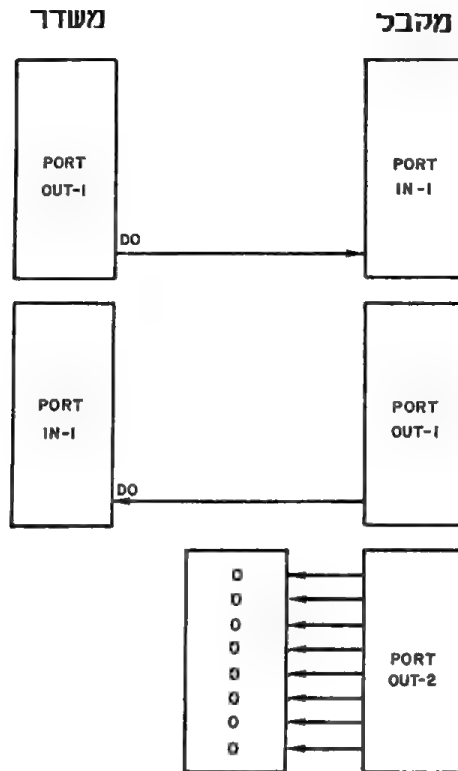 משדר
מקבל
PORT
OUT-1
PORT
IN-1
DO
PORT
IN-1
PORT
OUT-1
DO
0
0
0
0
0
0
0
0
PORT
OUT-2